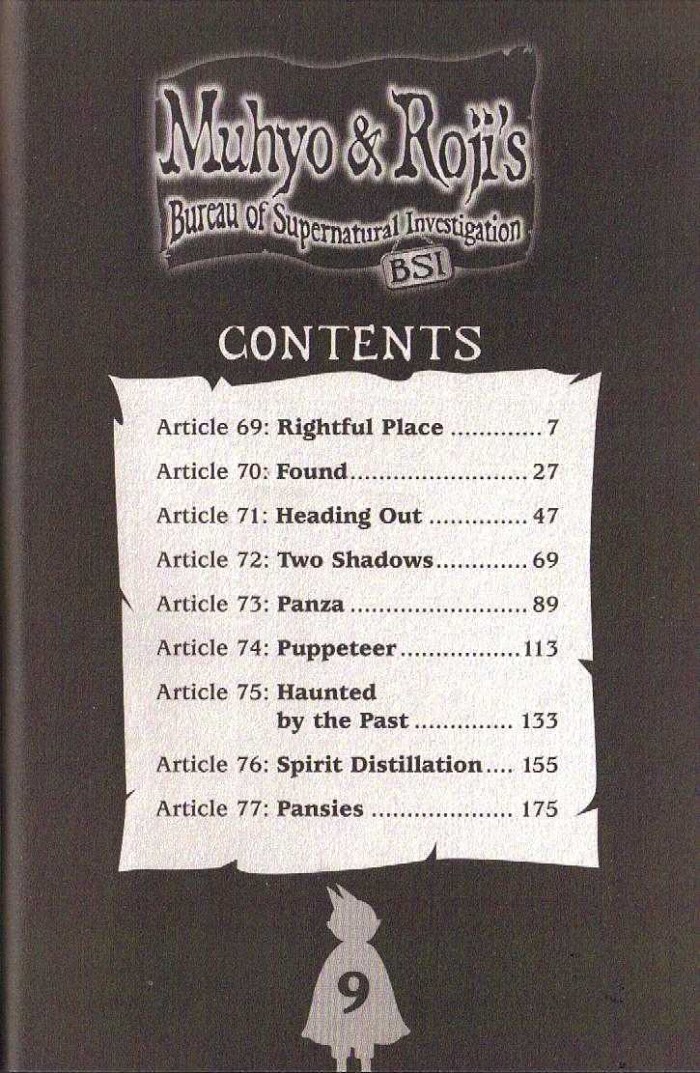 Muhyo & Roji's
Bureau of Supernatural Investigation
BSI
CONTENTS
Article 69: Rightful Place ............. 7
Article 70: Found......................... 27
Article 71: Heading Out .............. 47
Article 72: Two Shadows............. 69
Article 73: Panza ......................... 89
Article 74: Puppeteer.................113
Article 75: Haunted
by the Past .............. 133
Article 76: Spirit Distillation.... 155
Article 77: Pansies .................... 175
9